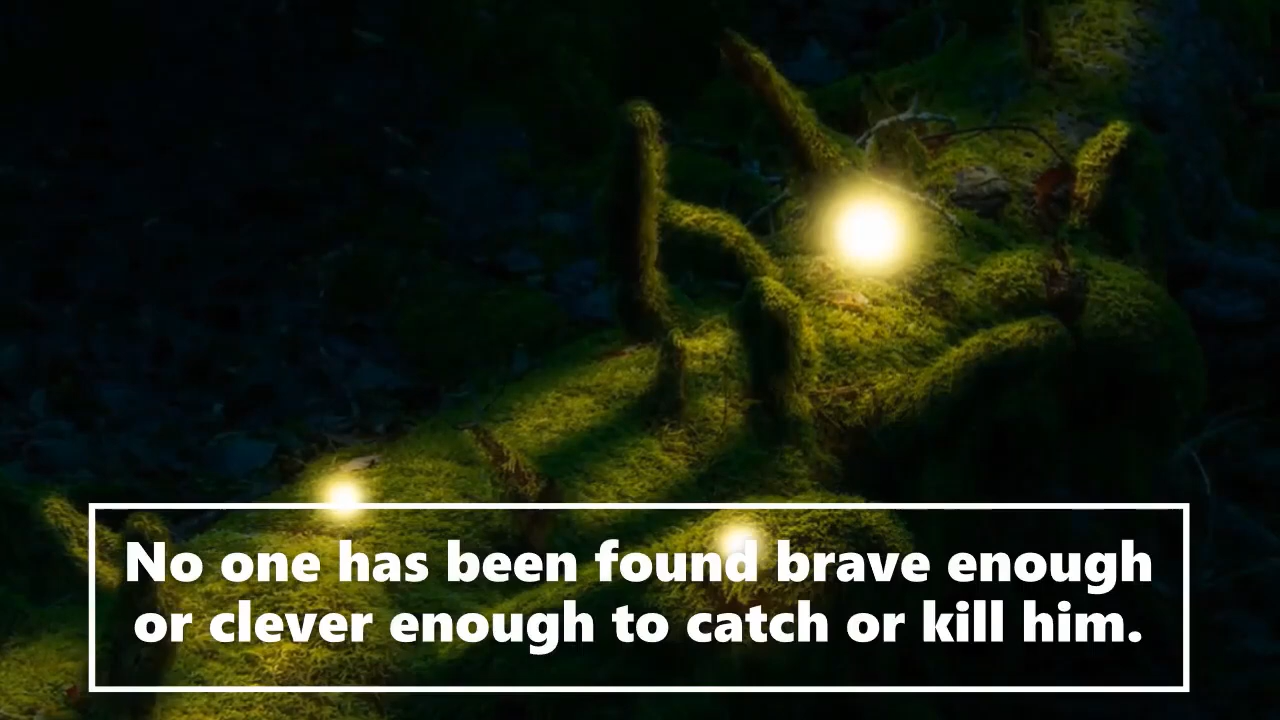 No one has been found brave enough
or clever enough to catch or kill him.